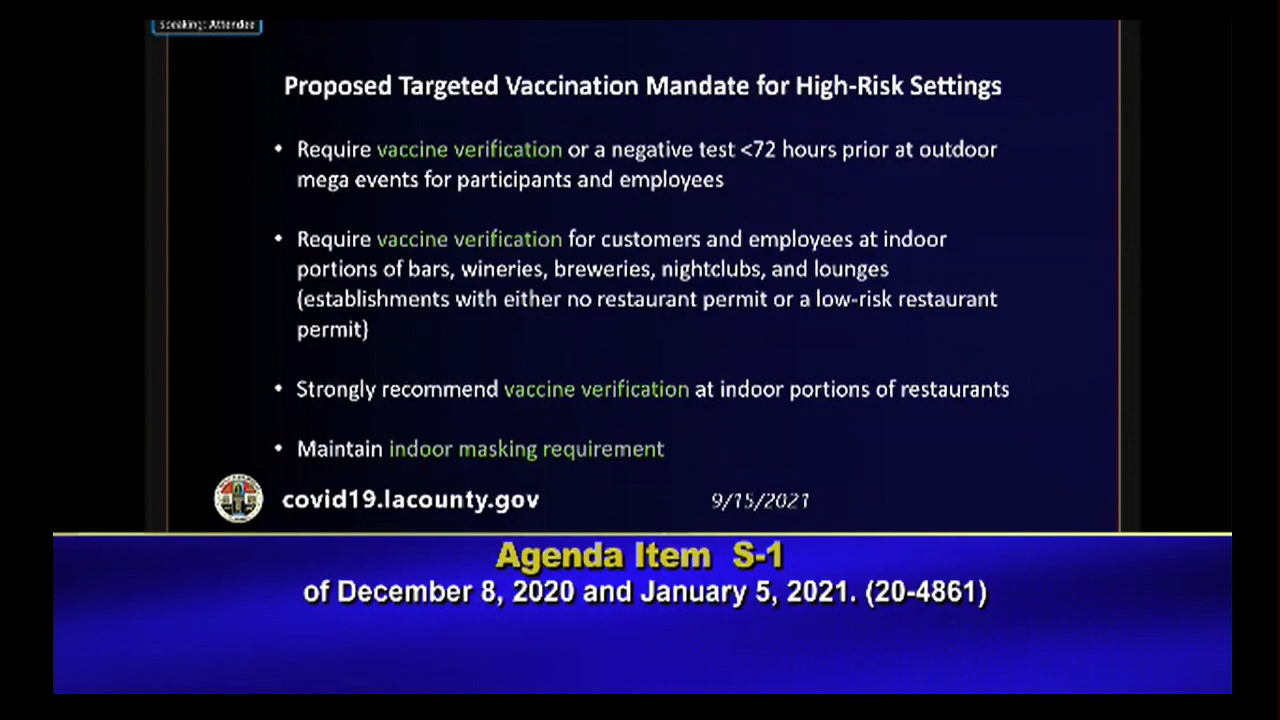 Speaking: Attendee
Proposed Targeted Vaccination Mandate for High-Risk Settings
• Require vaccine verification or a negative test <72 hours prior at outdoor
mega events for participants and employees
• Require vaccine verification for customers and employees at indoor
portions of bars, wineries, breweries, nightclubs, and lounges
(establishments with either no restaurant permit or a low-risk restaurant
permit)
• Strongly recommend vaccine verification at indoor portions of restaurants
• Maintain indoor masking requirement
covid19.lacounty.gov 9/15/2021
Agenda Item S-1
of December 8, 2020 and January 5, 2021. (20-4861)